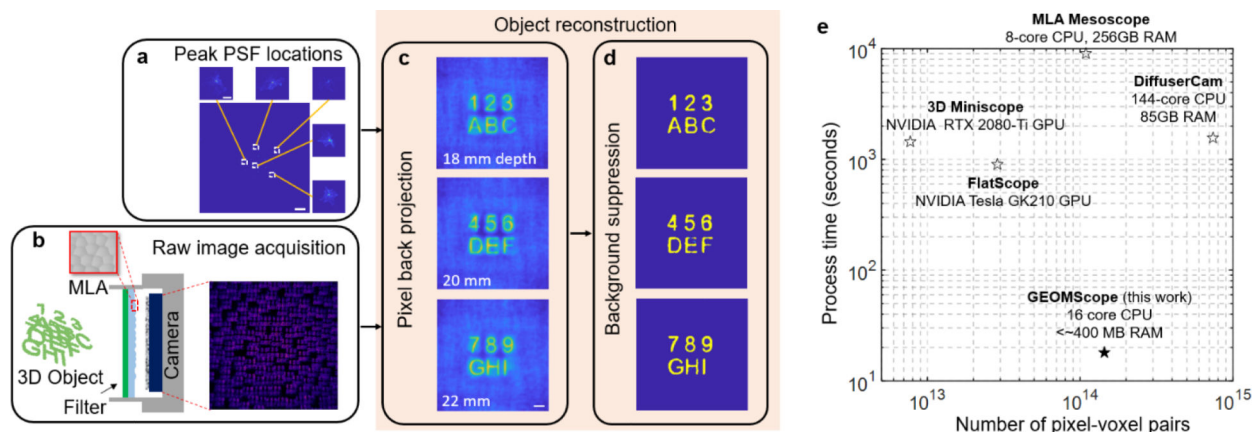 Object reconstruction
a Peak PSF locations
b Raw image acquisition
MLA
3D Object
Filter
Camera
c
Pixel back projection
1 2 3
ABC
18 mm depth
4 5 6
DEF
20 mm
7 8 9
GHI
22 mm
d
Background suppression
1 2 3
ABC
4 5 6
DEF
7 8 9
GHI
e
MLA Mesoscope
8-core CPU, 256GB RAM
DiffuserCam
144-core CPU
85GB RAM
3D Miniscope
NVIDIA RTX 2080-Ti GPU
FlatScope
NVIDIA Tesla GK210 GPU
GEOMScope (this work)
16 core CPU
<~400 MB RAM
Process time (seconds)
10^4
10^3
10^2
10^1
10^13
10^14
10^15
Number of pixel-voxel pairs